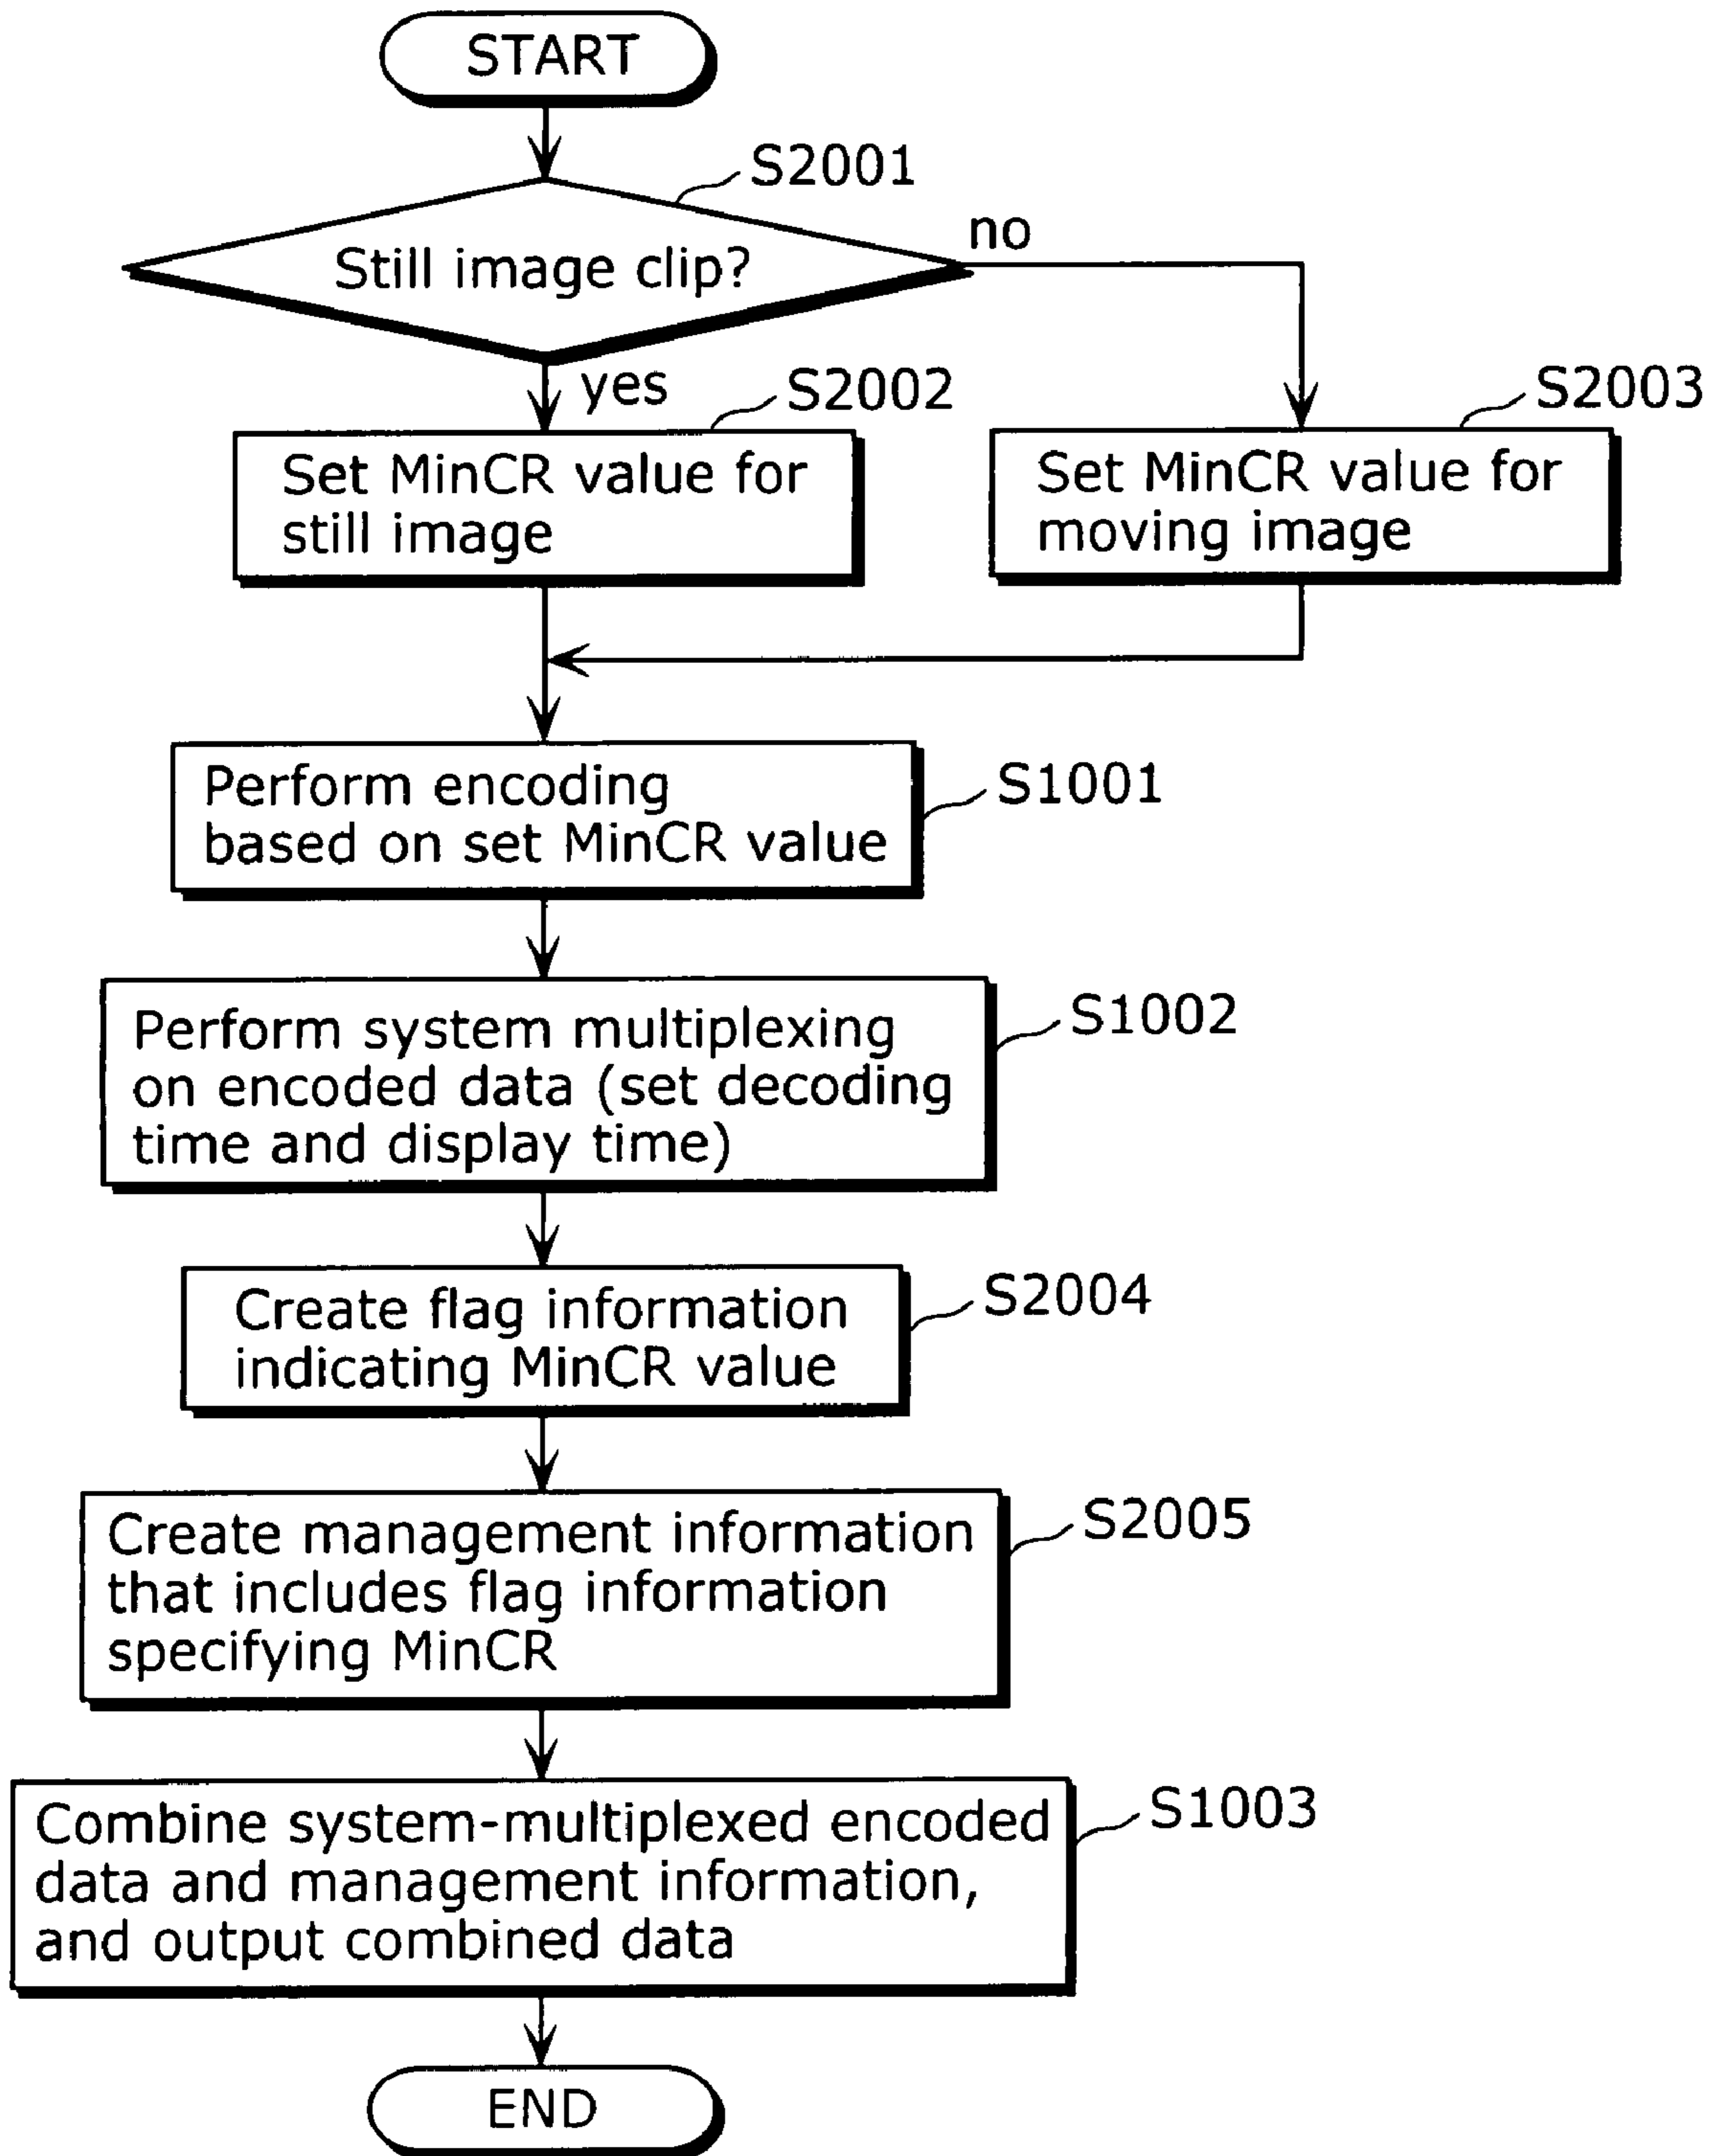 START
S2001
Still image clip?
no
yes
S2002
Set MinCR value for
still image
S2003
Set MinCR value for
moving image
Perform encoding
based on set MinCR value
S1001
Perform system multiplexing
on encoded data (set decoding
time and display time)
S1002
Create flag information
indicating MinCR value
S2004
Create management information
that includes flag information
specifying MinCR
S2005
Combine system-multiplexed encoded
data and management information,
and output combined data
S1003
END